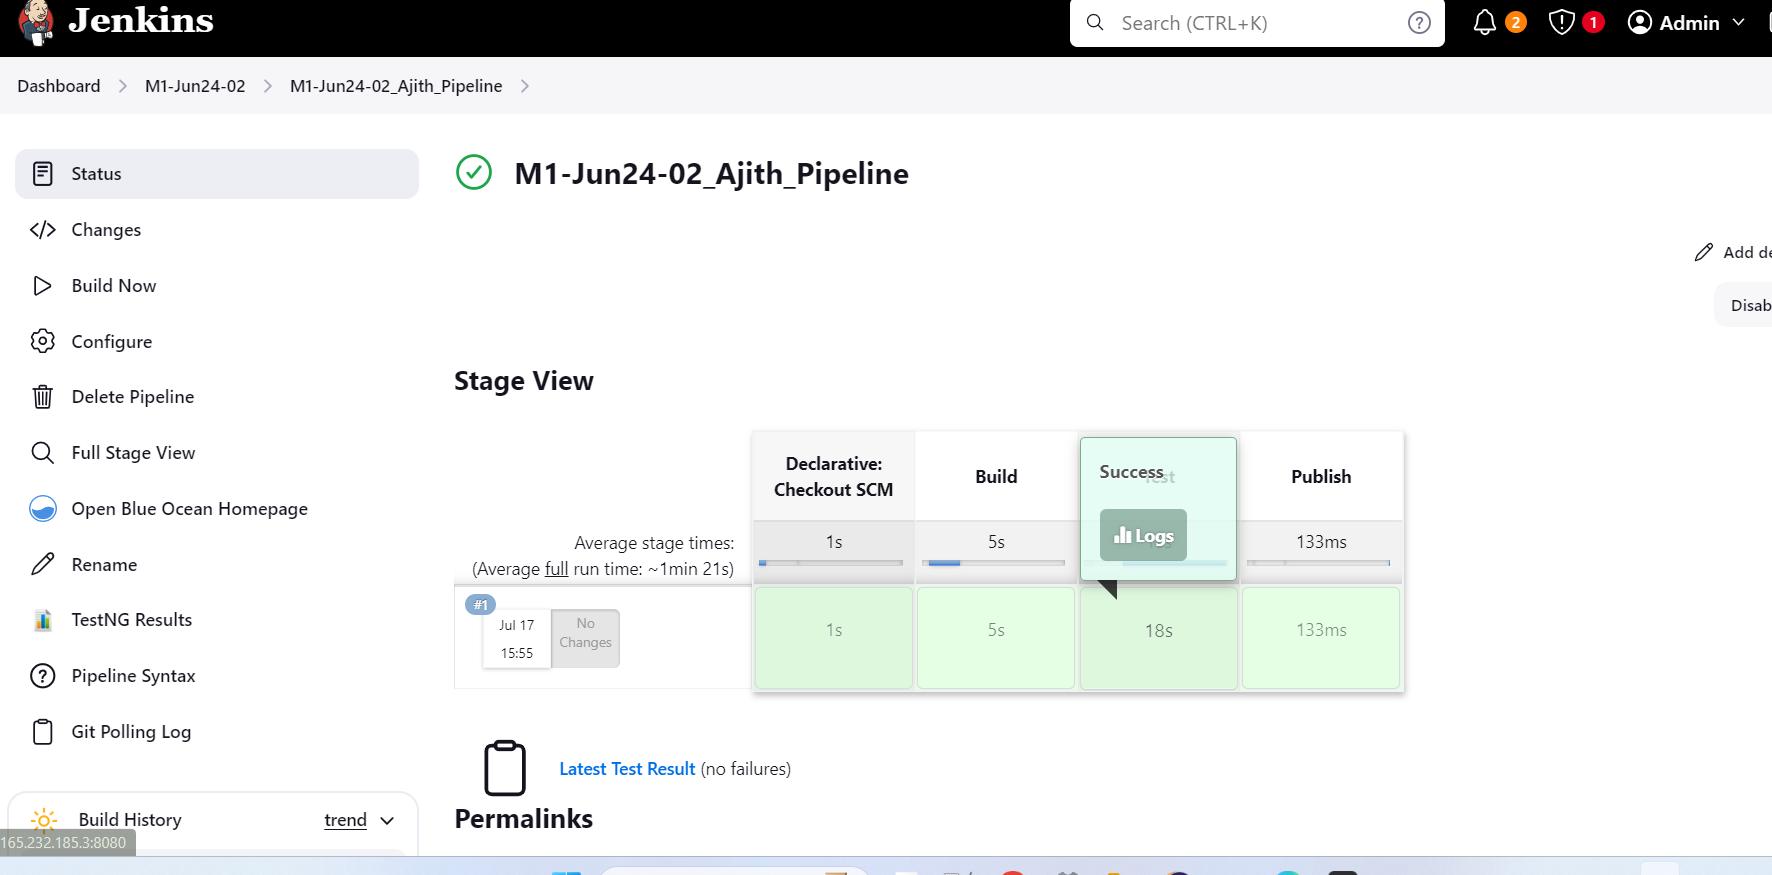 Jenkins
Search (CTRL+K)
?
2
1
Admin
Dashboard
M1-Jun24-02
M1-Jun24-02_Ajith_Pipeline
Status
Changes
Build Now
Configure
Delete Pipeline
Full Stage View
Open Blue Ocean Homepage
Rename
TestNG Results
Pipeline Syntax
Git Polling Log
Build History
trend
165.232.185.3:8080
M1-Jun24-02_Ajith_Pipeline
Add de
Disab
Stage View
Declarative:
Checkout SCM
Build
Success
Publish
Logs
Average stage times:
(Average full run time: ~1min 21s)
1s
5s
133ms
#1
Jul 17
15:55
No
Changes
1s
5s
18s
133ms
Latest Test Result (no failures)
Permalinks